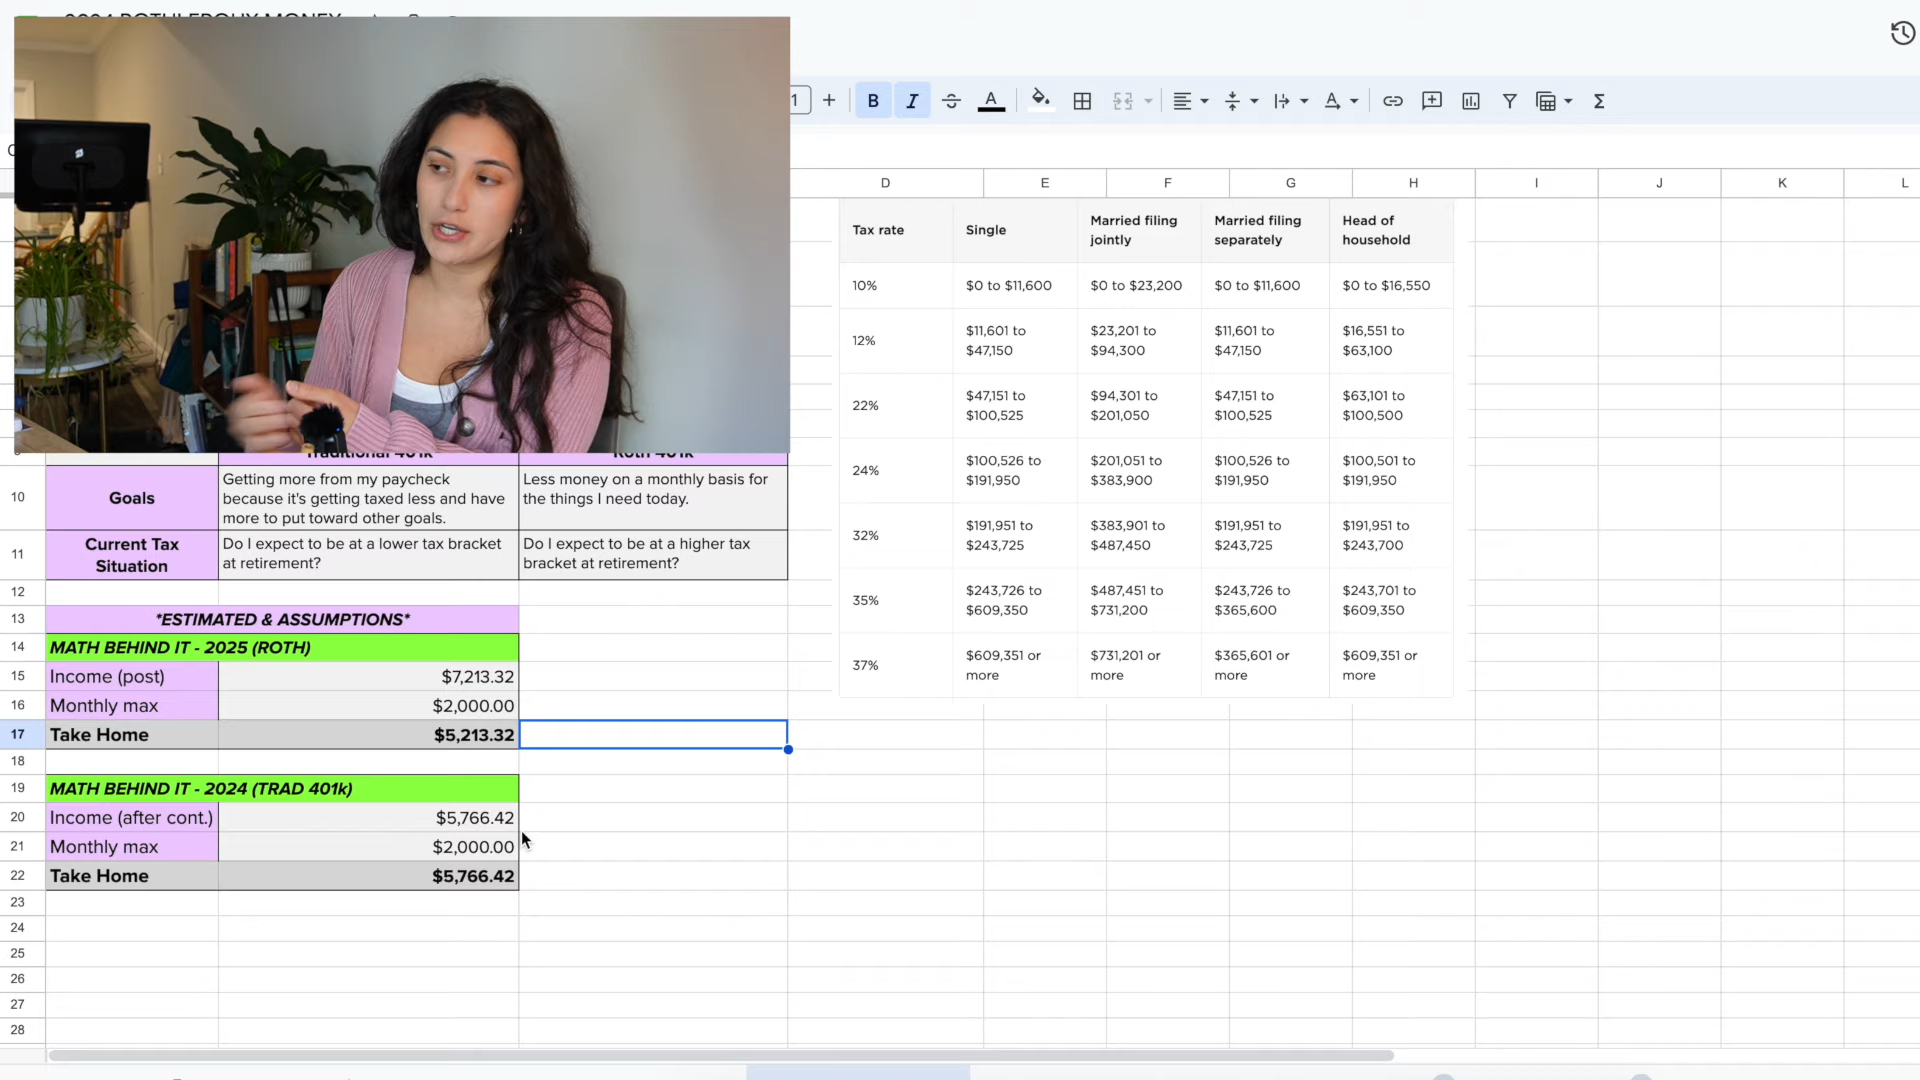 1
B
I
A
D
E
F
G
H
I
J
K
L
Tax rate
Single
Married filing
jointly
Married filing
separately
Head of
household
10%
$0 to $11,600
$0 to $23,200
$0 to $11,600
$0 to $16,550
12%
$11,601 to
$47,150
$23,201 to
$94,300
$11,601 to
$47,150
$16,551 to
$63,100
22%
$47,151 to
$100,525
$94,301 to
$201,050
$47,151 to
$100,525
$63,101 to
$100,500
24%
$100,526 to
$191,950
$201,051 to
$383,900
$100,526 to
$191,950
$100,501 to
$191,950
32%
$191,951 to
$243,725
$383,901 to
$487,450
$191,951 to
$243,725
$191,951 to
$243,700
35%
$243,726 to
$609,350
$487,451 to
$731,200
$243,726 to
$365,600
$243,701 to
$609,350
37%
$609,351 or
more
$731,201 or
more
$365,601 or
more
$609,351 or
more
10
Goals
Getting more from my paycheck
because it's getting taxed less and have
more to put toward other goals.
Less money on a monthly basis for
the things I need today.
11
Current Tax
Situation
Do I expect to be at a lower tax bracket
at retirement?
Do I expect to be at a higher tax
bracket at retirement?
12
13
*ESTIMATED & ASSUMPTIONS*
14
MATH BEHIND IT - 2025 (ROTH)
15
Income (post)
$7,213.32
16
Monthly max
$2,000.00
17
Take Home
$5,213.32
18
19
MATH BEHIND IT - 2024 (TRAD 401k)
20
Income (after cont.)
$5,766.42
21
Monthly max
$2,000.00
22
Take Home
$5,766.42
23
24
25
26
27
28